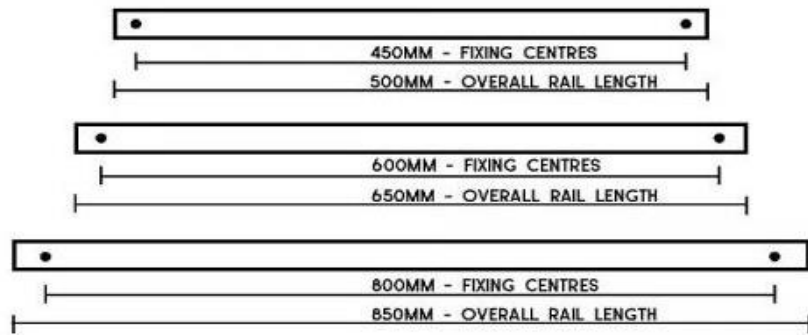 450MM - FIXING CENTRES
500MM - OVERALL RAIL LENGTH
600MM - FIXING CENTRES
650MM - OVERALL RAIL LENGTH
800MM - FIXING CENTRES
850MM - OVERALL RAIL LENGTH